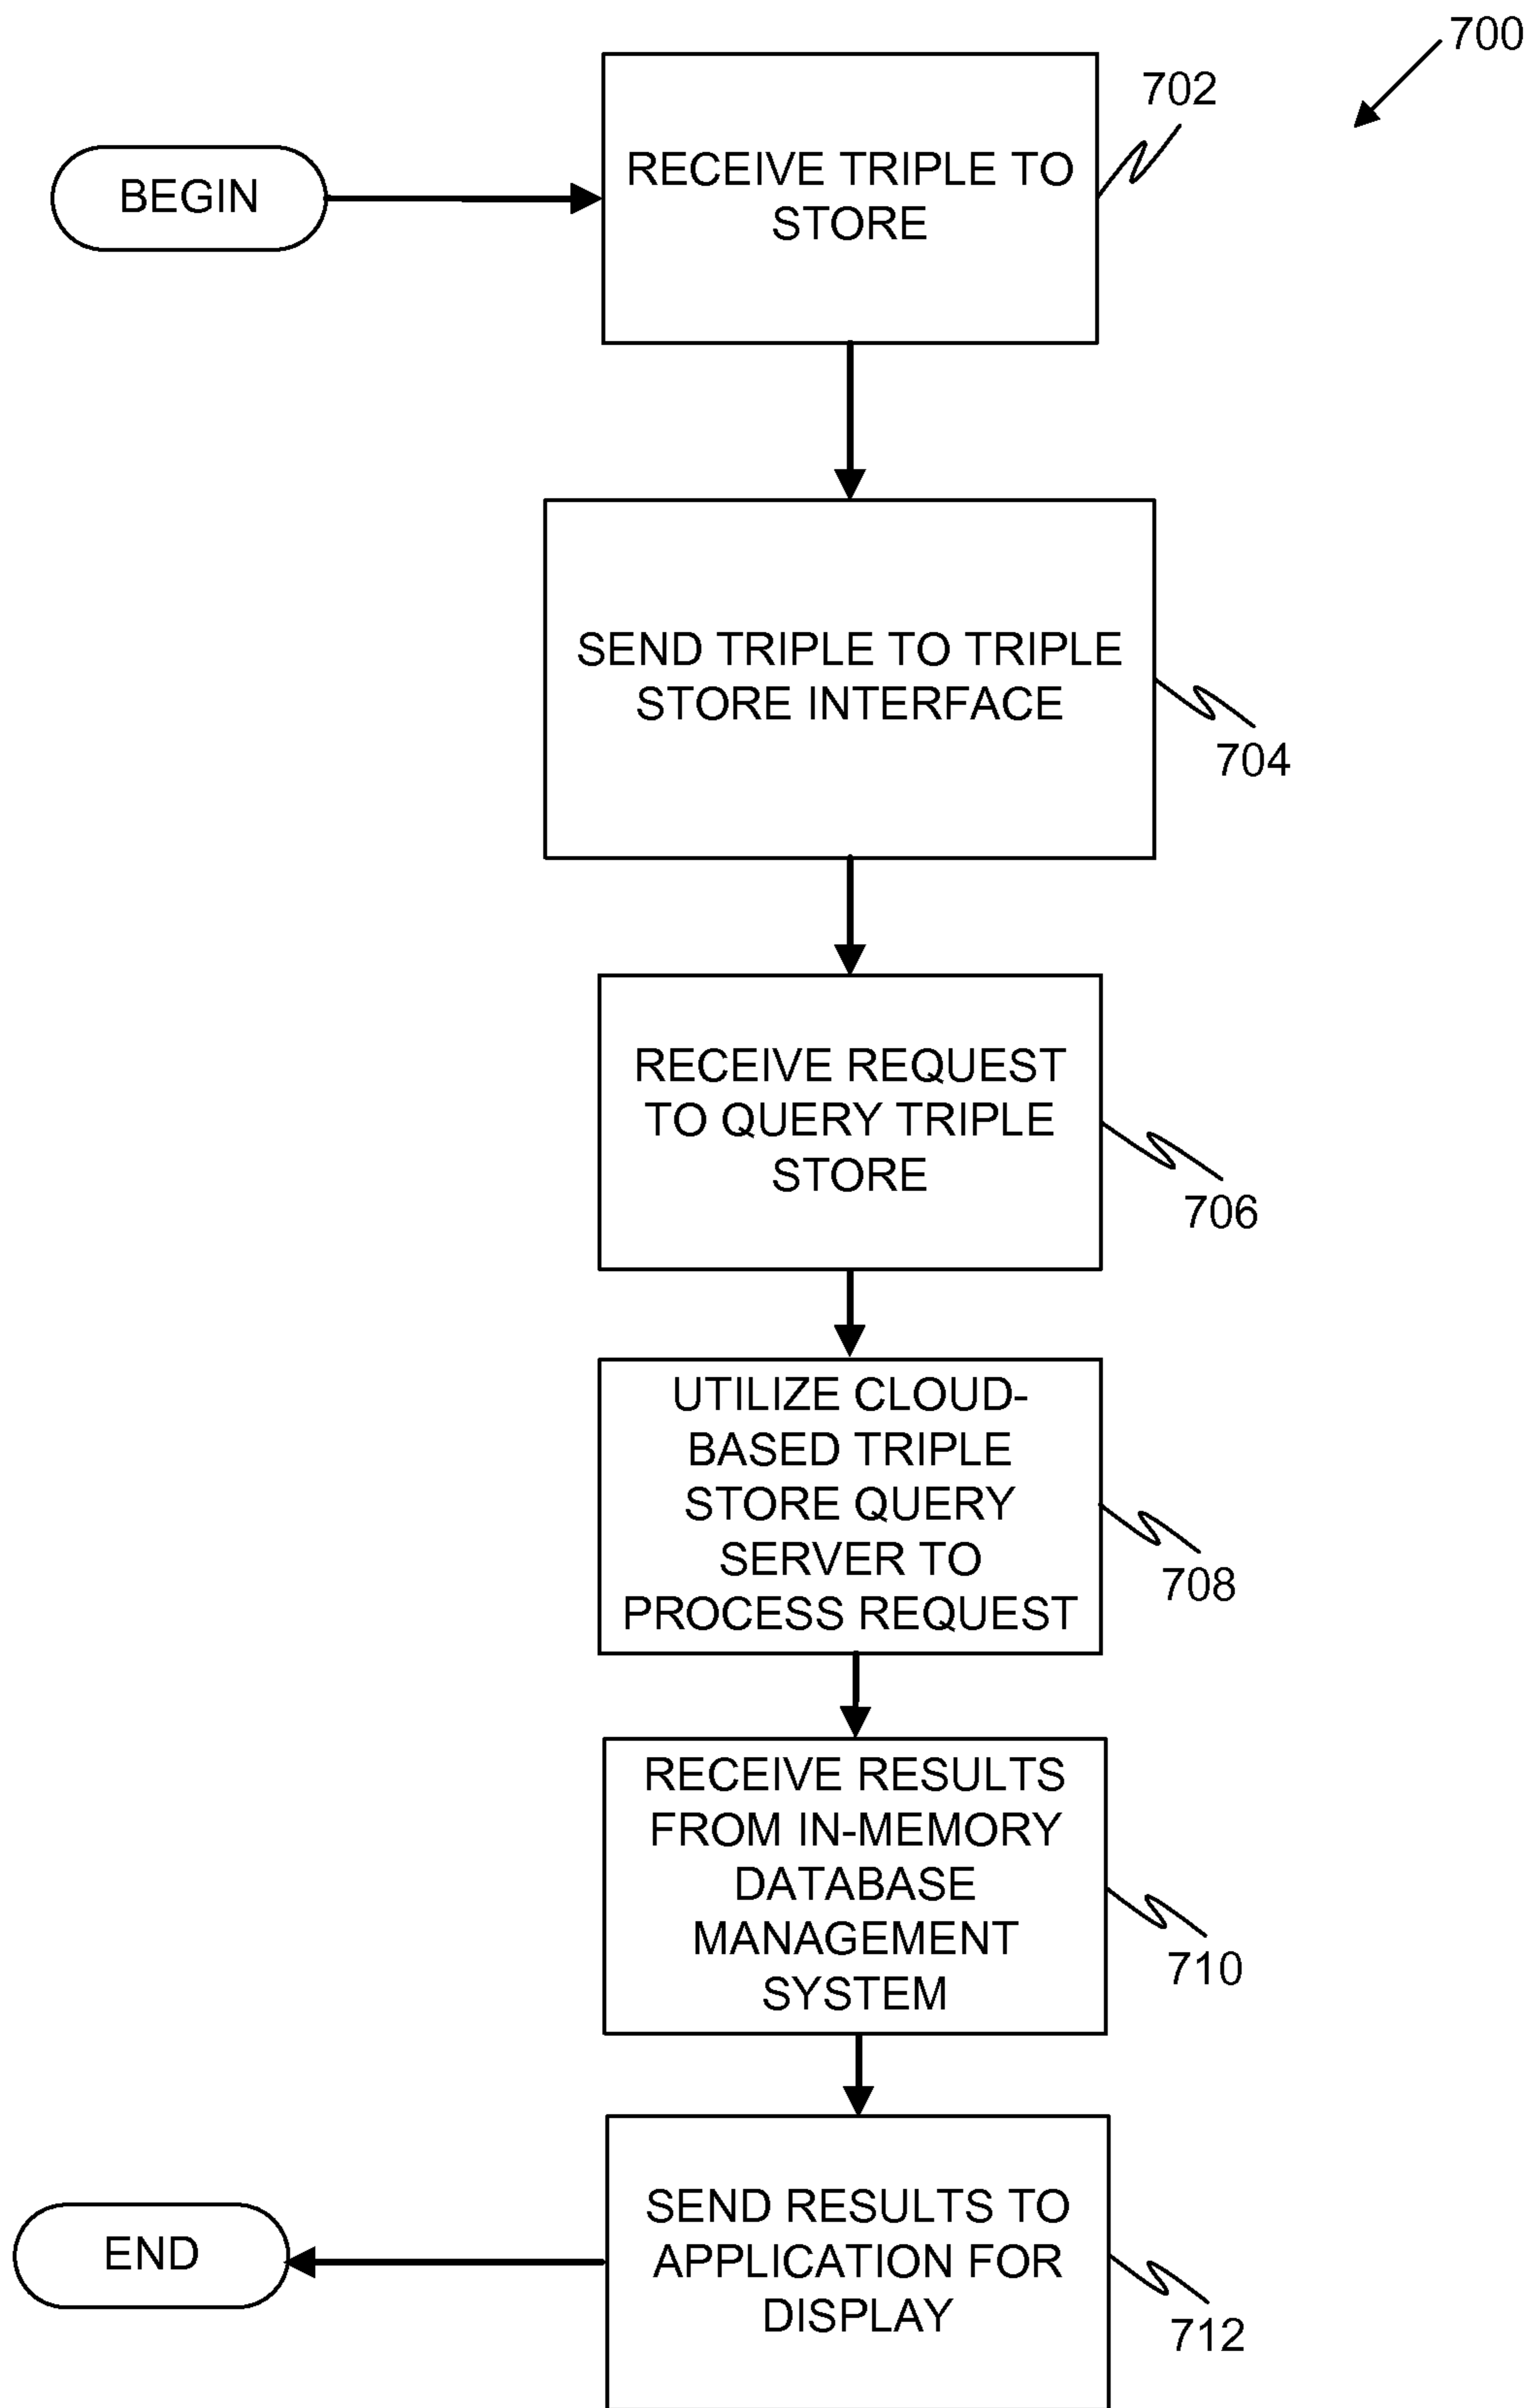 700
702
BEGIN
RECEIVE TRIPLE TO
STORE
SEND TRIPLE TO TRIPLE
STORE INTERFACE
704
RECEIVE REQUEST
TO QUERY TRIPLE
STORE
706
UTILIZE CLOUD-
BASED TRIPLE
STORE QUERY
SERVER TO
PROCESS REQUEST
708
RECEIVE RESULTS
FROM IN-MEMORY
DATABASE
MANAGEMENT
SYSTEM
710
SEND RESULTS TO
APPLICATION FOR
DISPLAY
END
712